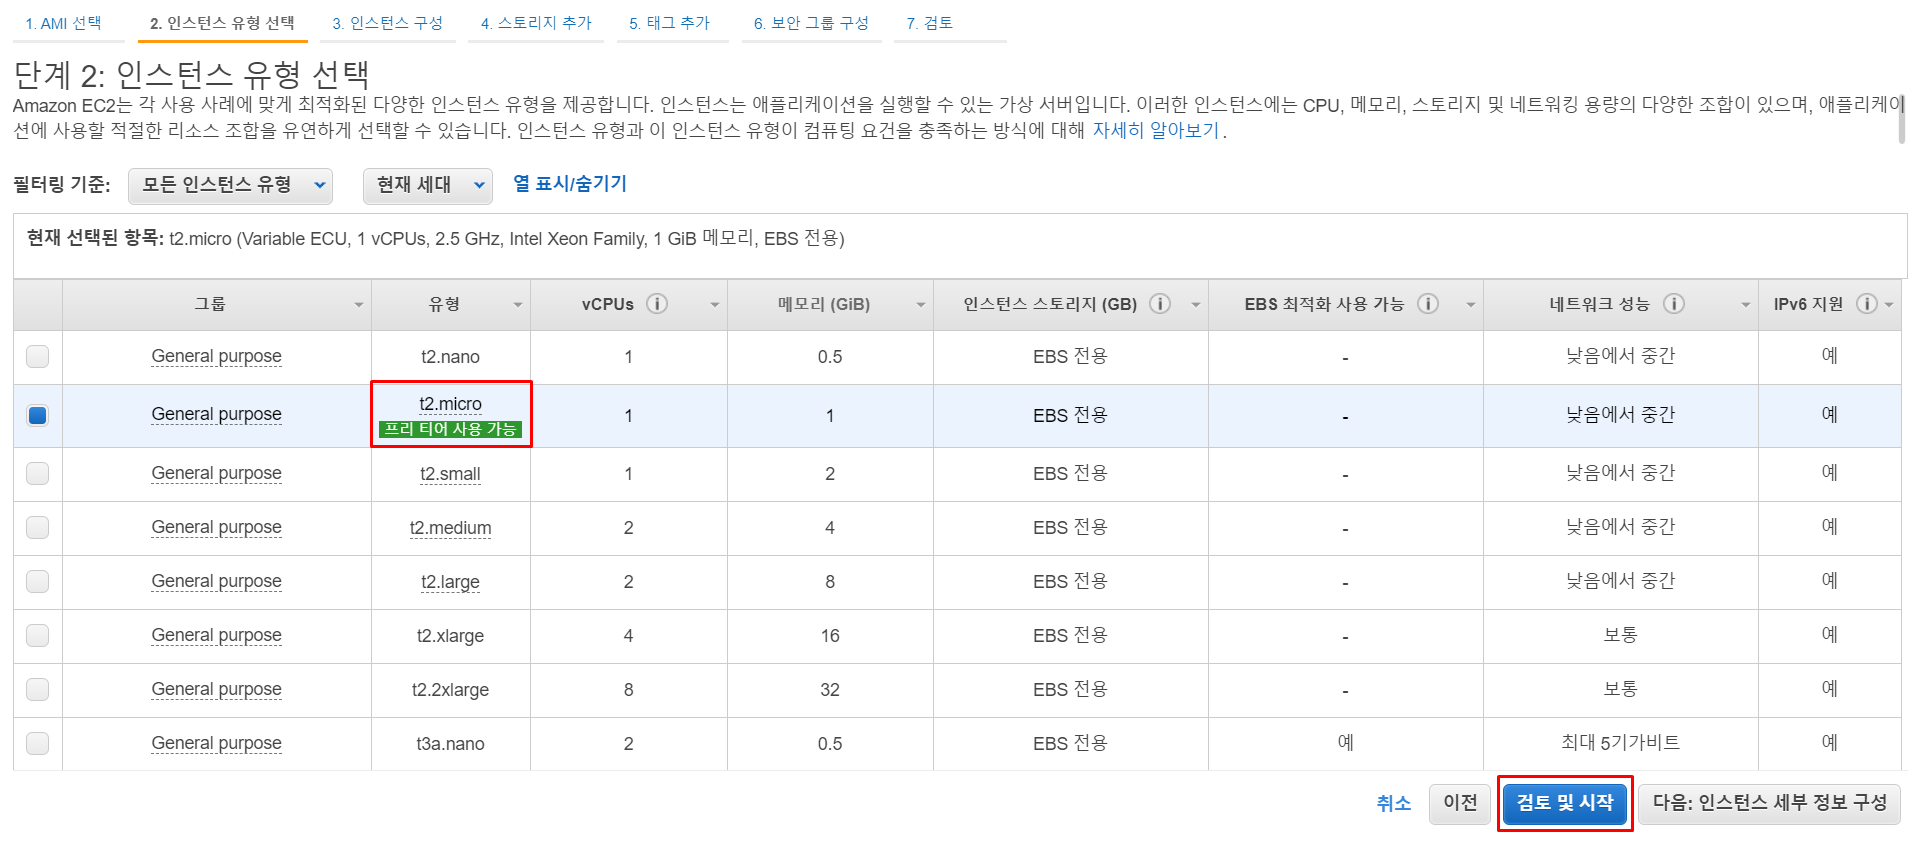 1. AMI 선택 2. 인스턴스 유형 선택 3. 인스턴스 구성 4. 스토리지 추가 5. 태그 추가 6. 보안 그룹 구성 7. 검토
단계 2: 인스턴스 유형 선택
Amazon EC2는 각 사용 사례에 맞게 최적화된 다양한 인스턴스 유형을 제공합니다. 인스턴스는 애플리케이션을 실행할 수 있는 가상 서버입니다. 이러한 인스턴스에는 CPU, 메모리, 스토리지 및 네트워킹 용량의 다양한 조합이 있으며, 애플리케이
션에 사용할 적절한 리소스 조합을 유연하게 선택할 수 있습니다. 인스턴스 유형과 이 인스턴스 유형이 컴퓨팅 요건을 충족하는 방식에 대해 자세히 알아보기.
필터링 기준: 모든 인스턴스 유형 현재 세대 열 표시/숨기기
현재 선택된 항목: t2.micro (Variable ECU, 1 vCPUs, 2.5 GHz, Intel Xeon Family, 1 GiB 메모리, EBS 전용)
그룹 유형 vCPUs 메모리 (GiB) 인스턴스 스토리지 (GB) EBS 최적화 사용 가능 네트워크 성능 IPv6 지원
General purpose t2.nano 1 0.5 EBS 전용 - 낮음에서 중간 예
General purpose t2.micro 1 1 EBS 전용 - 낮음에서 중간 예
프리 티어 사용 가능
General purpose t2.small 1 2 EBS 전용 - 낮음에서 중간 예
General purpose t2.medium 2 4 EBS 전용 - 낮음에서 중간 예
General purpose t2.large 2 8 EBS 전용 - 낮음에서 중간 예
General purpose t2.xlarge 4 16 EBS 전용 - 보통 예
General purpose t2.2xlarge 8 32 EBS 전용 - 보통 예
General purpose t3a.nano 2 0.5 EBS 전용 예 최대 5기가비트 예
취소 이전 검토 및 시작 다음: 인스턴스 세부 정보 구성